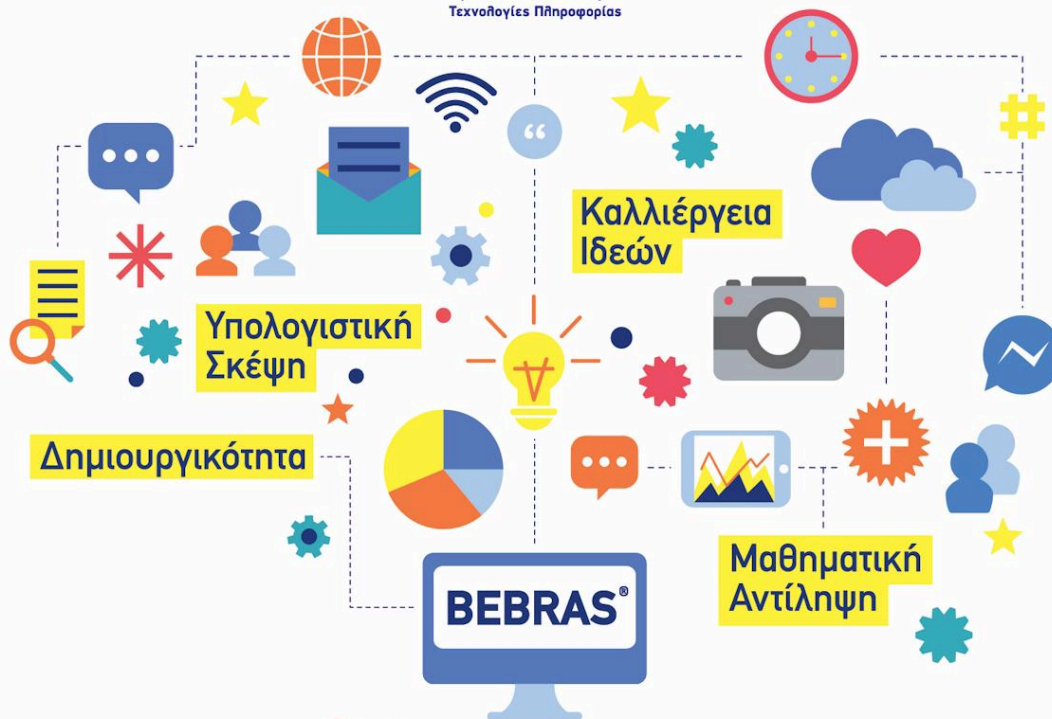 Τεχνολογίες Πληροφορίας
Καλλιέργεια
Ιδεών
Υπολογιστική
Σκέψη
Δημιουργικότητα
Μαθηματική
Αντίληψη
BEBRAS®